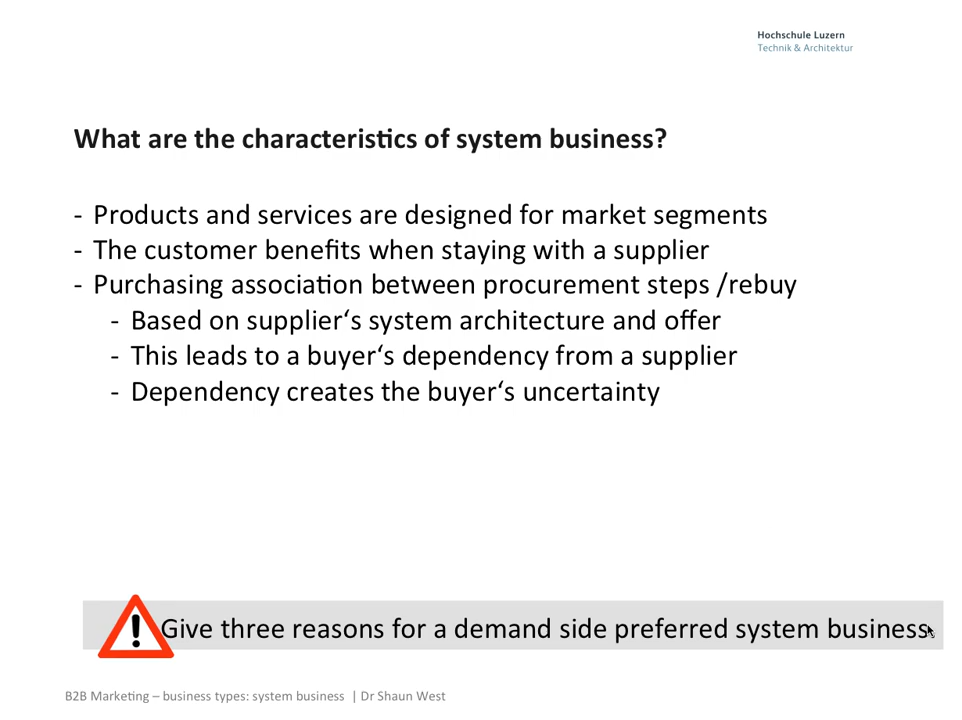 Hochschule Luzern
Technik & Architektur
What are the characteristics of system business?
- Products and services are designed for market segments
- The customer benefits when staying with a supplier
- Purchasing association between procurement steps /rebuy
- Based on supplier‘s system architecture and offer
- This leads to a buyer‘s dependency from a supplier
- Dependency creates the buyer‘s uncertainty
Give three reasons for a demand side preferred system business.
B2B Marketing – business types: system business | Dr Shaun West